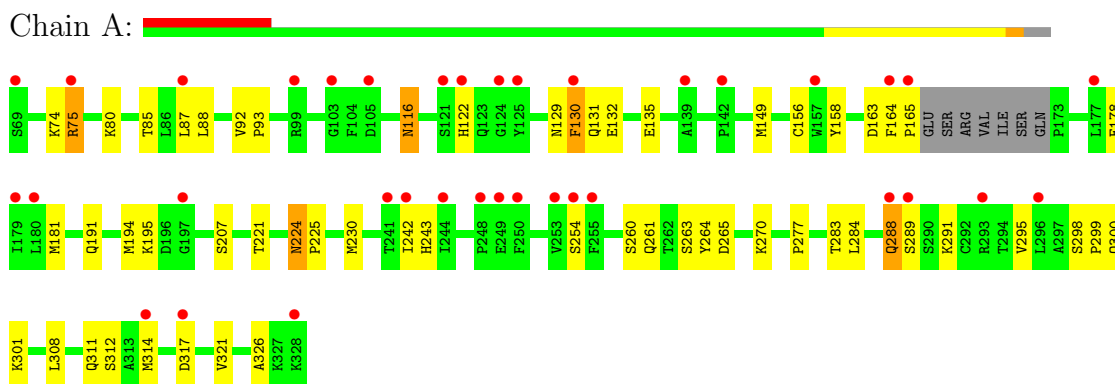 Chain A:
S69 K74 R75 K80 T85 L86 L87 L88 V92 P93 R99 G103 F104 D105 N116 S121 H122 Q123 G124 Y125 N129 F130 Q131 E132 E135 A139 P142 M149 C156 W157 Y158 D163 F164 P165 GLU SER ARG VAL ILE SER GLN P173 L177
I179 L180 M181 Q191 M194 K195 D196 G197 S207 T221 N224 P225 M230 T241 I242 H243 I244 P248 E249 F250 V253 S254 F255 S260 Q261 T262 S263 Y264 D265 K270 P277 T283 L284 Q288 S289 S290 K291 C292 R293 T294 V295 L296 A297 S298 P299
K301 L308 Q311 S312 A313 M314 D317 V321 A326 K327 K328